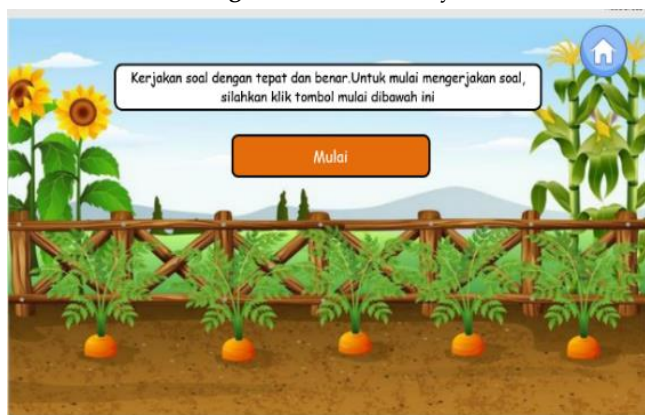 Kerjakan soal dengan tepat dan benar.Untuk mulai mengerjakan soal,
silahkan klik tombol mulai dibawah ini
Mulai